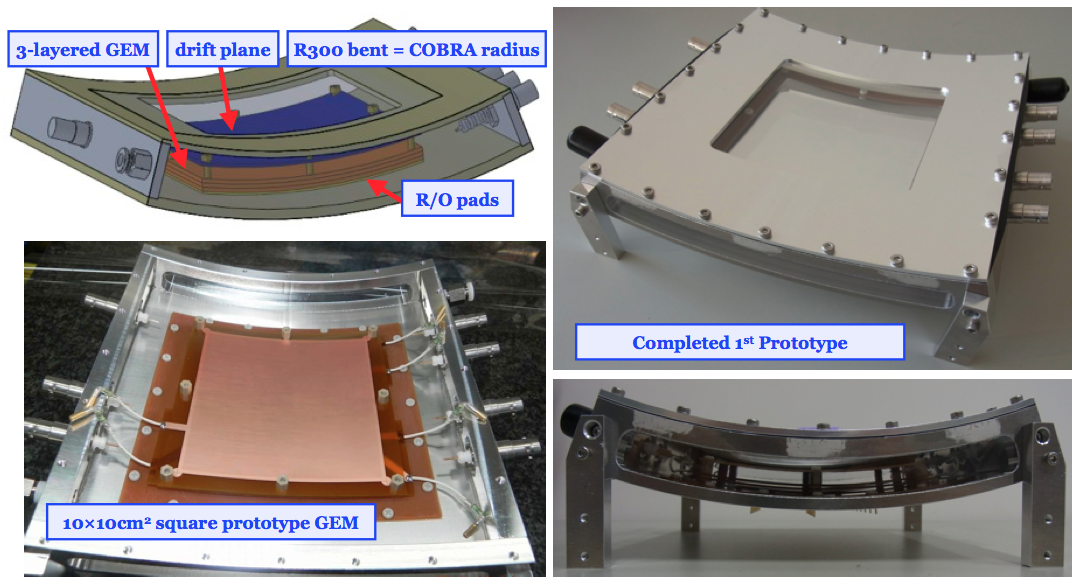 3-layered GEM
drift plane
R300 bent = COBRA radius
R/O pads
Completed 1st Prototype
10×10cm² square prototype GEM